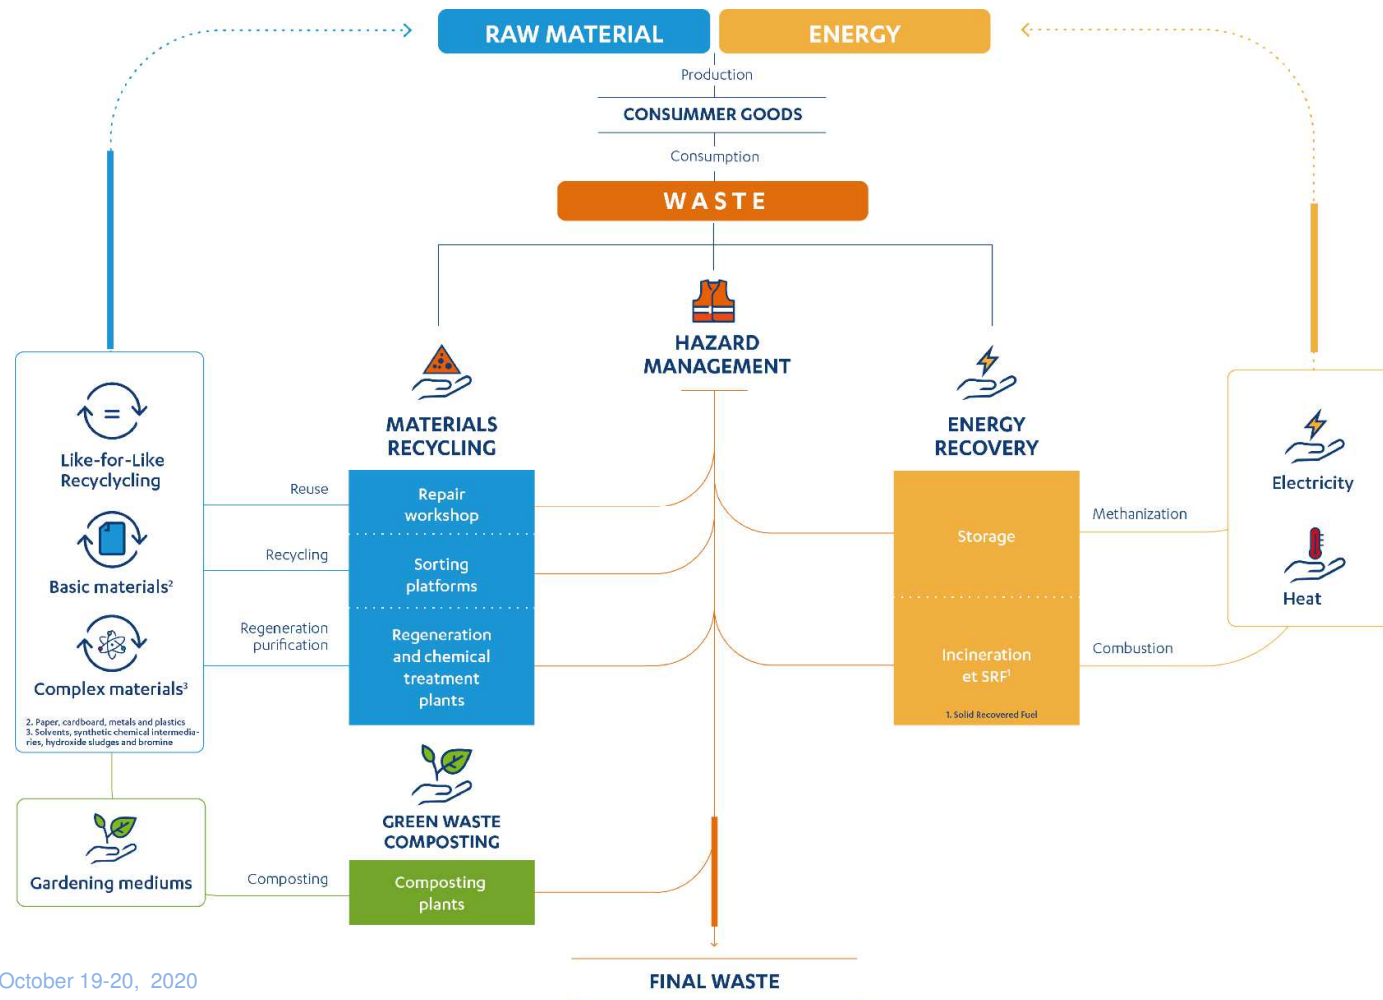 RAW MATERIAL
ENERGY
Production
CONSUMMER GOODS
Consumption
WASTE
HAZARD
MANAGEMENT
MATERIALS
RECYCLING
ENERGY
RECOVERY
Like-for-Like
Recyclycling
Basic materials²
Complex materials³
2. Paper, cardboard, metals and plastics
3. Solvents, synthetic chemical intermedia-
ries, hydroxide sludges and bromine
Reuse
Recycling
Regeneration
purification
Repair
workshop
Sorting
platforms
Regeneration
and chemical
treatment
plants
Storage
Incineration
et SRF¹
1. Solid Recovered Fuel
Methanization
Combustion
Electricity
Heat
GREEN WASTE
COMPOSTING
Gardening mediums
Composting
Composting
plants
FINAL WASTE
October 19-20, 2020